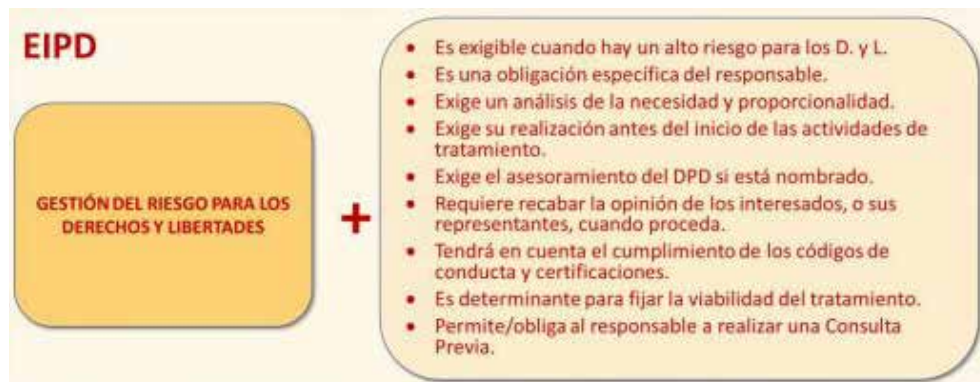 EIPD
GESTIÓN DEL RIESGO PARA LOS
DERECHOS Y LIBERTADES
+
• Es exigible cuando hay un alto riesgo para los D. y L.
• Es una obligación específica del responsable.
• Exige un análisis de la necesidad y proporcionalidad.
• Exige su realización antes del inicio de las actividades de
tratamiento.
• Exige el asesoramiento del DPD si está nombrado.
• Requiere recabar la opinión de los interesados, o sus
representantes, cuando proceda.
• Tendrá en cuenta el cumplimiento de los códigos de
conducta y certificaciones.
• Es determinante para fijar la viabilidad del tratamiento.
• Permite/obliga al responsable a realizar una Consulta
Previa.